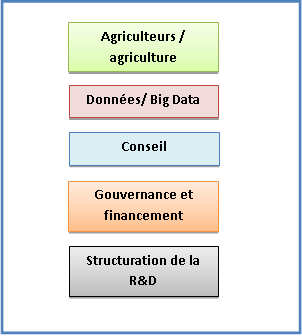 Agriculteurs /
agriculture
Données/ Big Data
Conseil
Gouvernance et
financement
Structuration de la
R&D